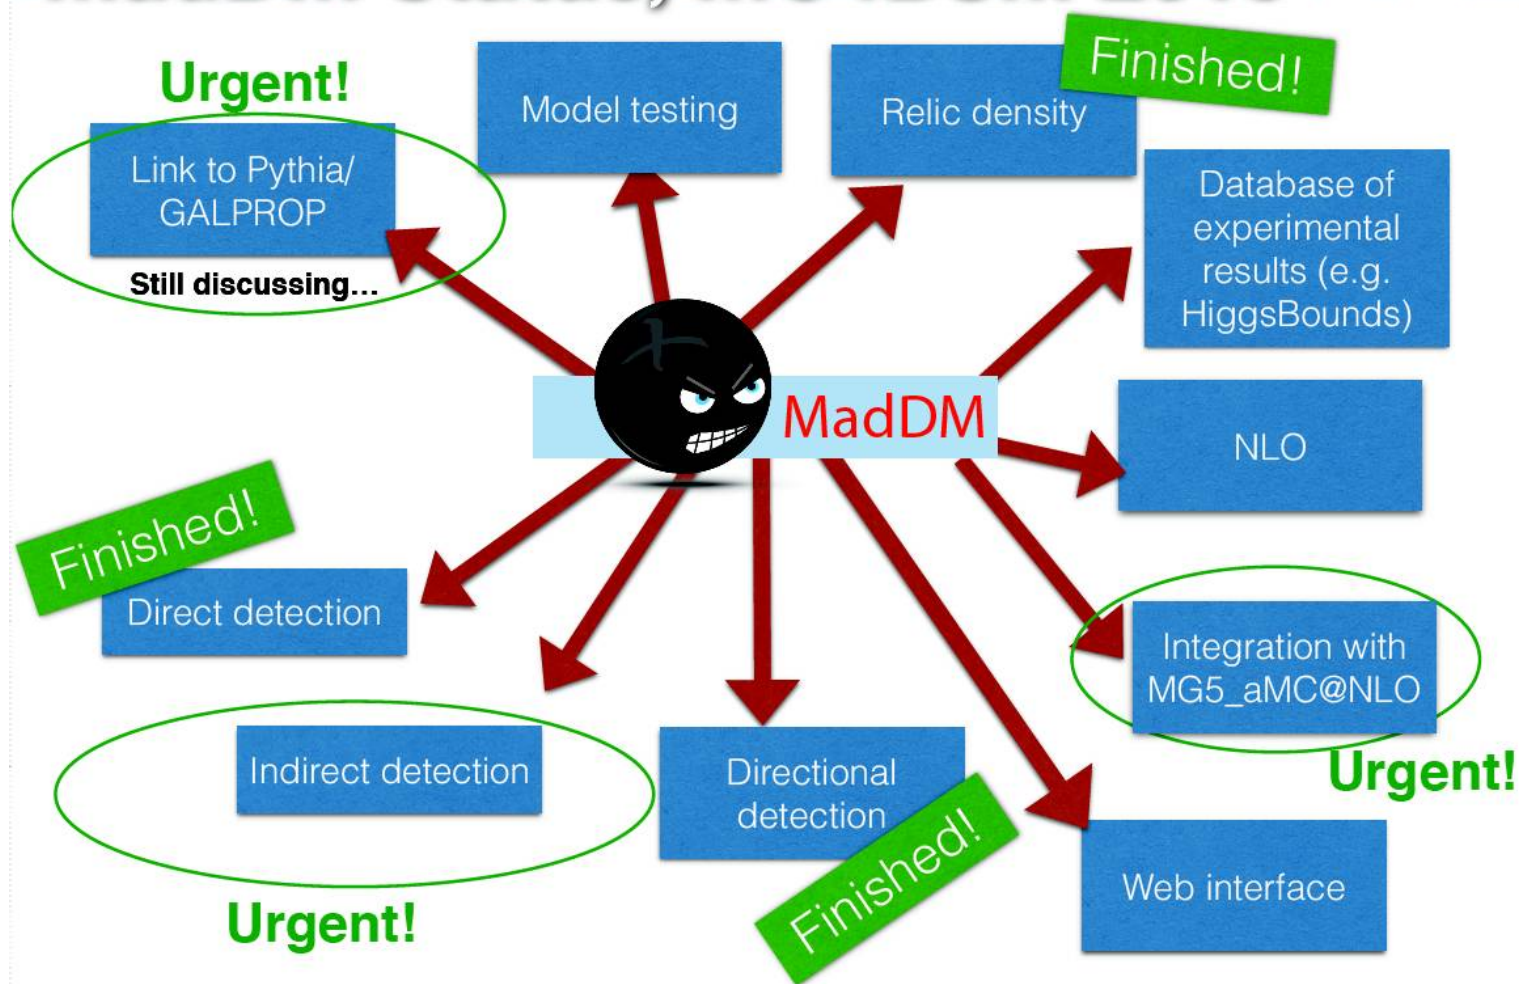 Urgent!
Model testing
Relic density
Finished!
Link to Pythia/
GALPROP
Still discussing...
Database of
experimental
results (e.g.
HiggsBounds)
MadDM
NLO
Finished!
Direct detection
Integration with
MG5_aMC@NLO
Urgent!
Indirect detection
Urgent!
Directional
detection
Finished!
Web interface